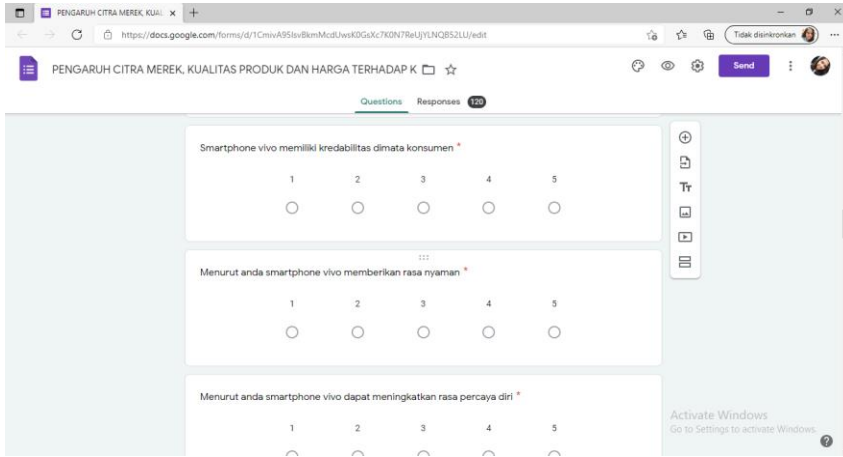 PENGARUH CITRA MEREK, KUAL
https://docs.google.com/forms/d/1CmivA95IsvBkmMcdUwsK0GsXc7K0N7ReUjYLNQB52LU/edit
Tidak disinkronkan
PENGARUH CITRA MEREK, KUALITAS PRODUK DAN HARGA TERHADAP K
Send
Questions Responses 120
Smartphone vivo memiliki kredabilitas dimata konsumen *
1 2 3 4 5
Menurut anda smartphone vivo memberikan rasa nyaman *
1 2 3 4 5
Menurut anda smartphone vivo dapat meningkatkan rasa percaya diri *
1 2 3 4 5
Tт
Activate Windows
Go to Settings to activate Windows.